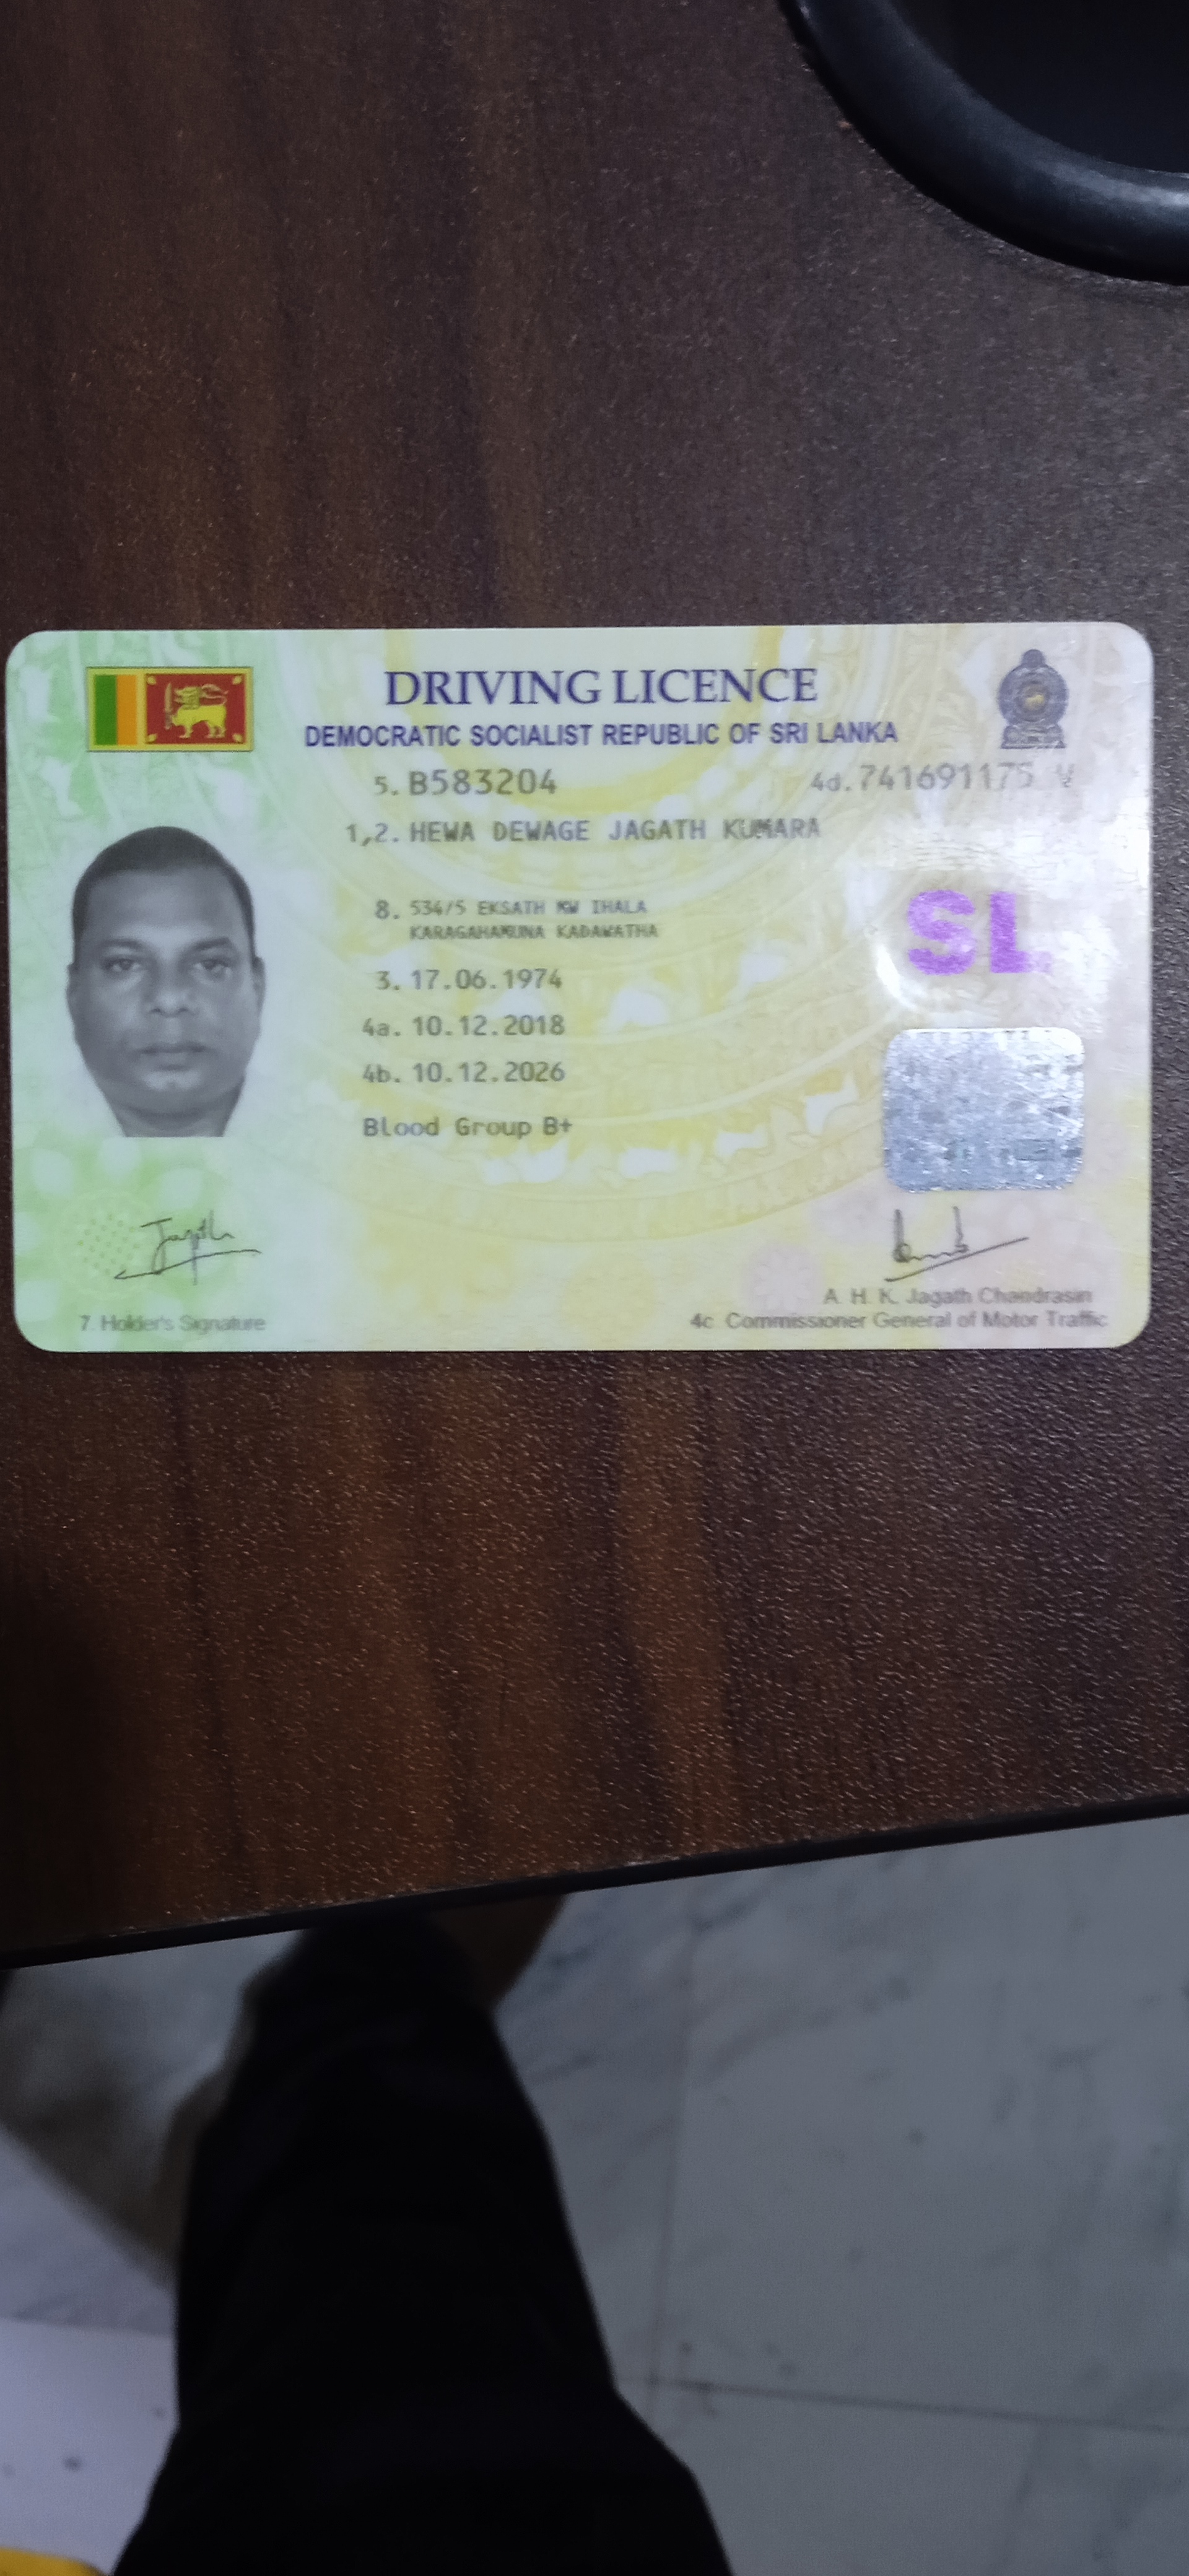 DRIVING LICENCE
DEMOCRATIC SOCIALIST REPUBLIC OF SRI LANKA
5. B583204 4d. 741691175 V
1,2. HEWA DEWAGE JAGATH KUMARA
8. 534/5 EKSATH MW IHALA
KARAGAHAMUNA KADAWATHA
SL
3. 17.06.1974
4a. 10.12.2018
4b. 10.12.2026
Blood Group B+
Jagath
A. H. K. Jagath Chandrasiri
7. Holder's Signature
4c. Commissioner General of Motor Traffic